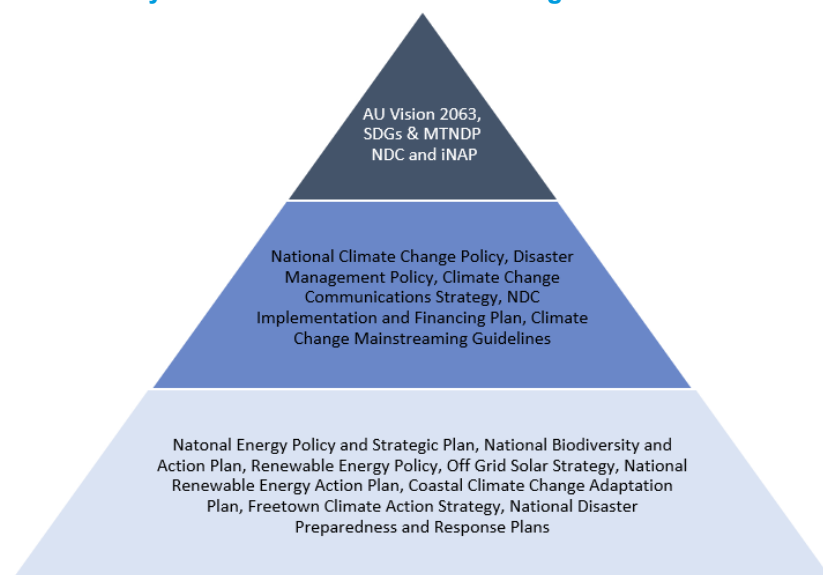 AU Vision 2063,
SDGs & MTNDP
NDC and iNAP
National Climate Change Policy, Disaster
Management Policy, Climate Change
Communications Strategy, NDC
Implementation and Financing Plan, Climate
Change Mainstreaming Guidelines
Natonal Energy Policy and Strategic Plan, National Biodiversity and
Action Plan, Renewable Energy Policy, Off Grid Solar Strategy, National
Renewable Energy Action Plan, Coastal Climate Change Adaptation
Plan, Freetown Climate Action Strategy, National Disaster
Preparedness and Response Plans